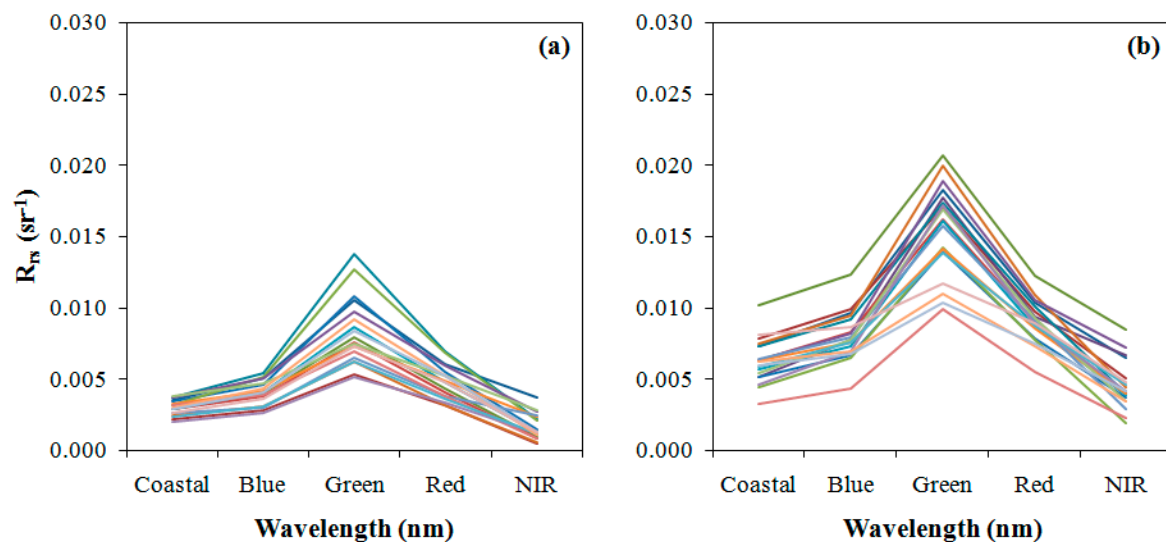 (a)
0.030
0.025
0.020
0.015
0.010
0.005
0.000
Rrs (sr-1)
Coastal Blue Green Red NIR
Wavelength (nm)
(b)
0.030
0.025
0.020
0.015
0.010
0.005
0.000
Coastal Blue Green Red NIR
Wavelength (nm)